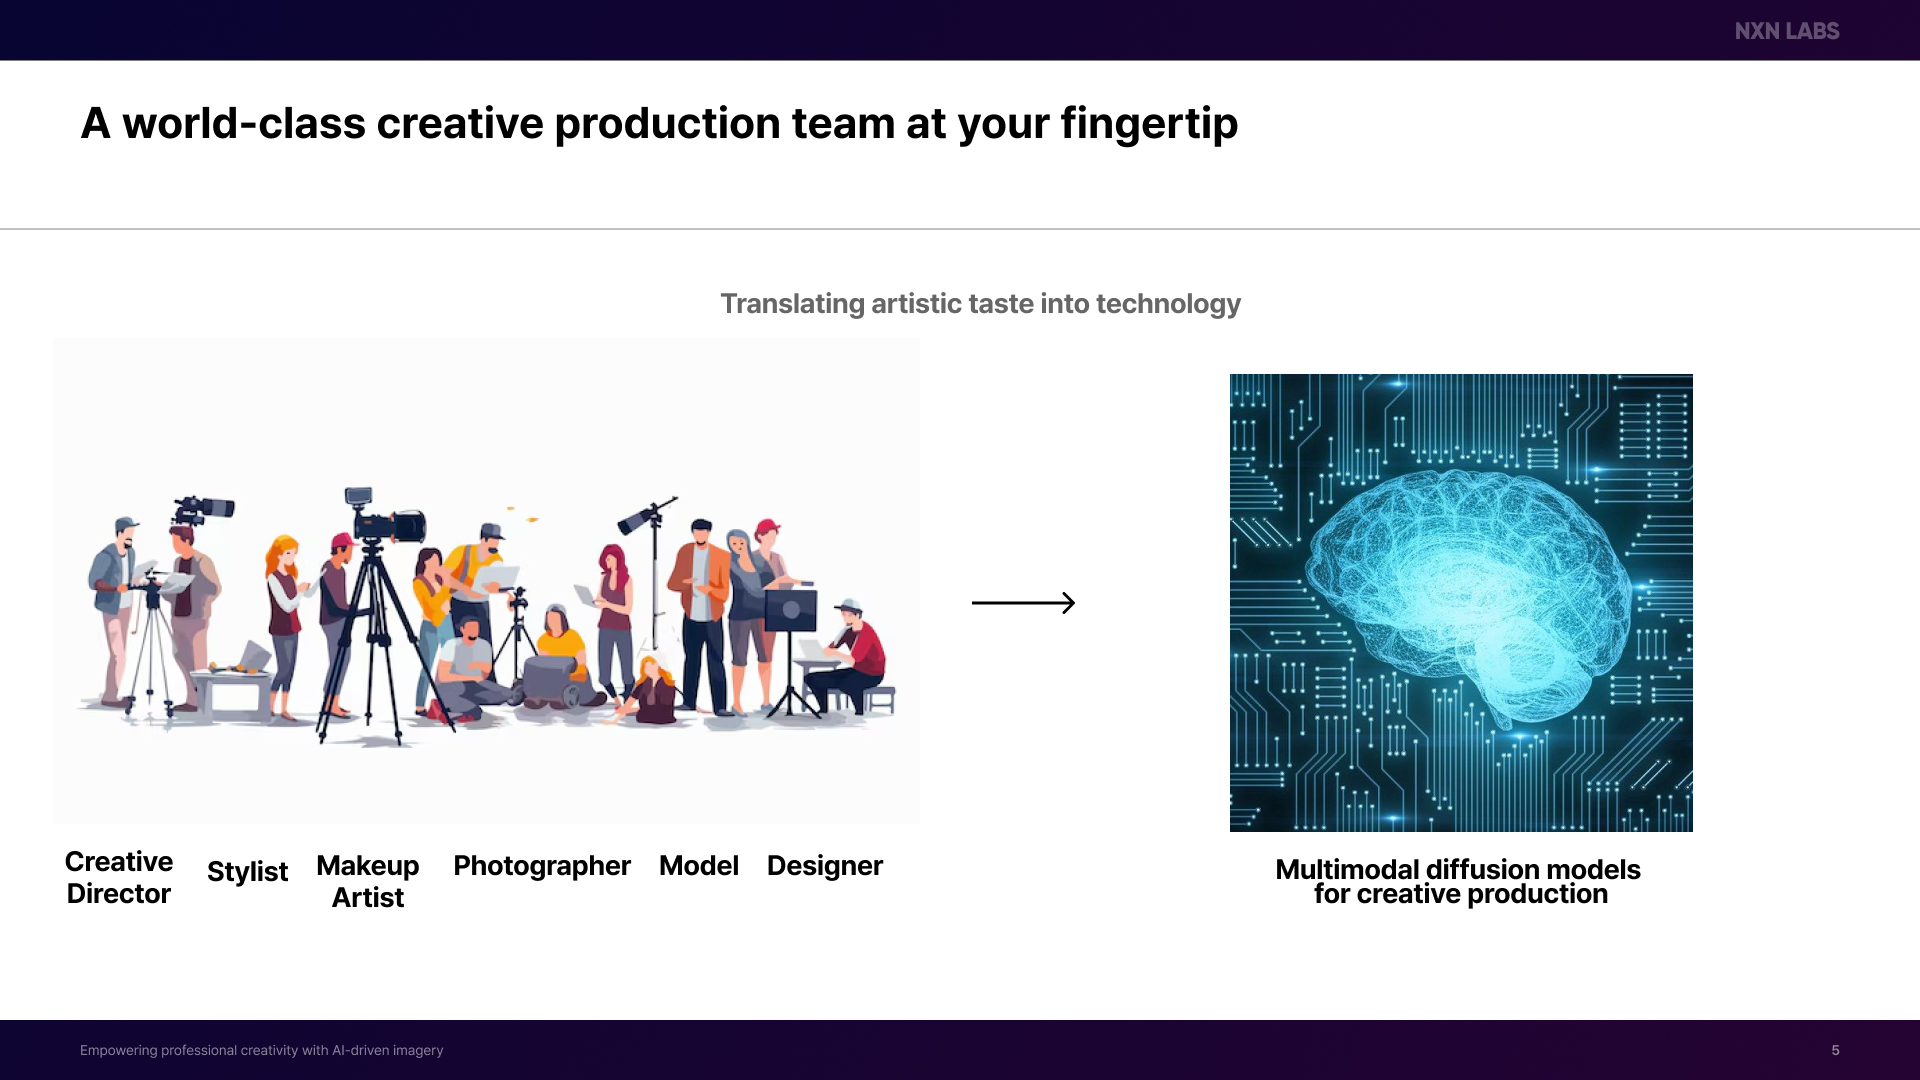 NXN LABS
A world-class creative production team at your fingertip
Translating artistic taste into technology
Creative
Director
Stylist
Makeup
Artist
Photographer
Model
Designer
Multimodal diffusion models
for creative production
Empowering professional creativity with AI-driven imagery
5